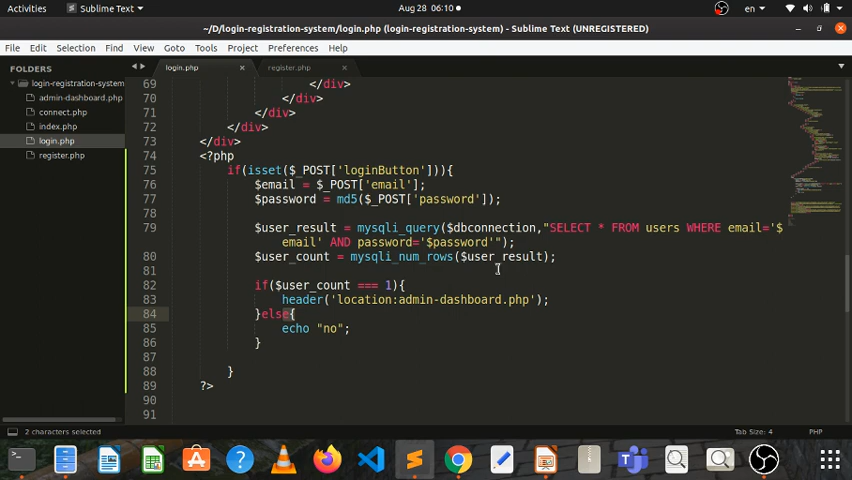 Activities
Sublime Text
Aug 28 06:10
en
~/D/login-registration-system/login.php (login-registration-system) - Sublime Text (UNREGISTERED)
File Edit Selection Find View Goto Tools Project Preferences Help
FOLDERS
login-registration-system
admin-dashboard.php
connect.php
index.php
login.php
register.php
login.php
register.php
69 </div>
70 </div>
71 </div>
72 </div>
73 </div>
74 <?php
75 if(isset($_POST['loginButton'])){
76 $email = $_POST['email'];
77 $password = md5($_POST['password']);
78
79 $user_result = mysqli_query($dbconnection,"SELECT * FROM users WHERE email='$
email' AND password='$password'");
80 $user_count = mysqli_num_rows($user_result);
81
82 if($user_count === 1){
83 header('location:admin-dashboard.php');
84 }else{
85 echo "no";
86 }
87
88 }
89 ?>
90
91
2 characters selected
Tab Size: 4
PHP